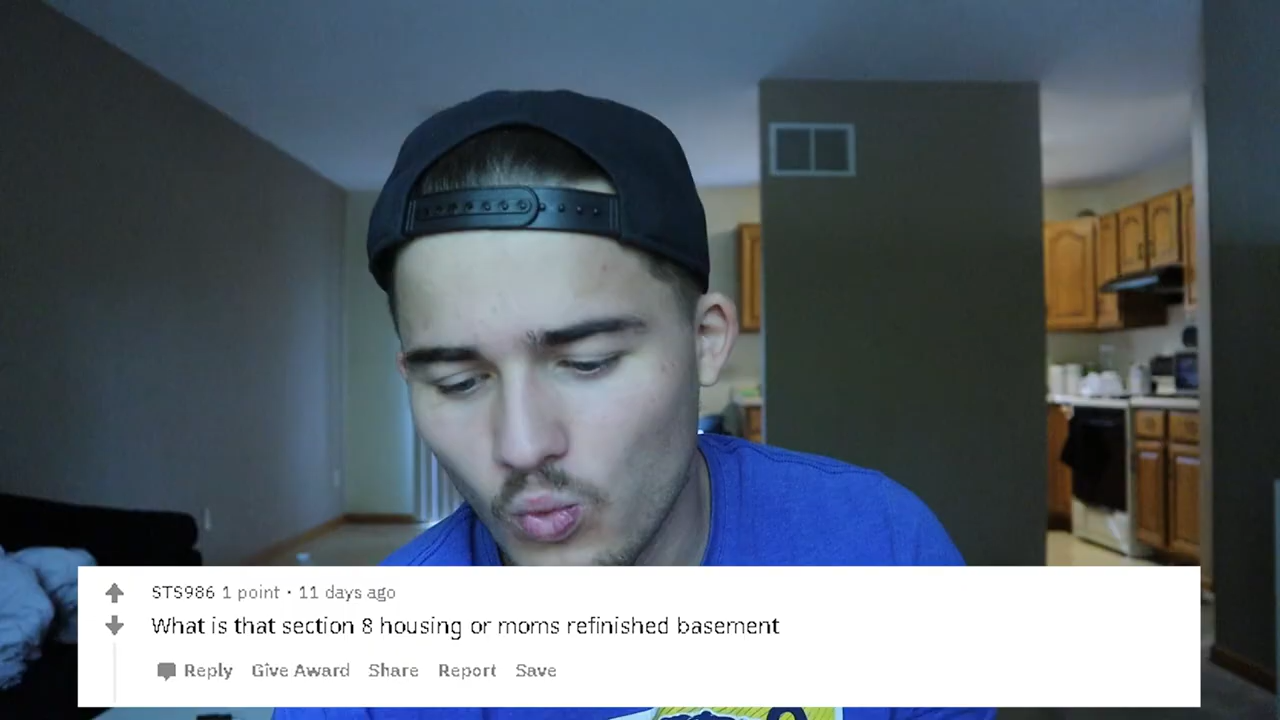 STS986 1 point · 11 days ago
What is that section 8 housing or moms refinished basement
Reply Give Award Share Report Save